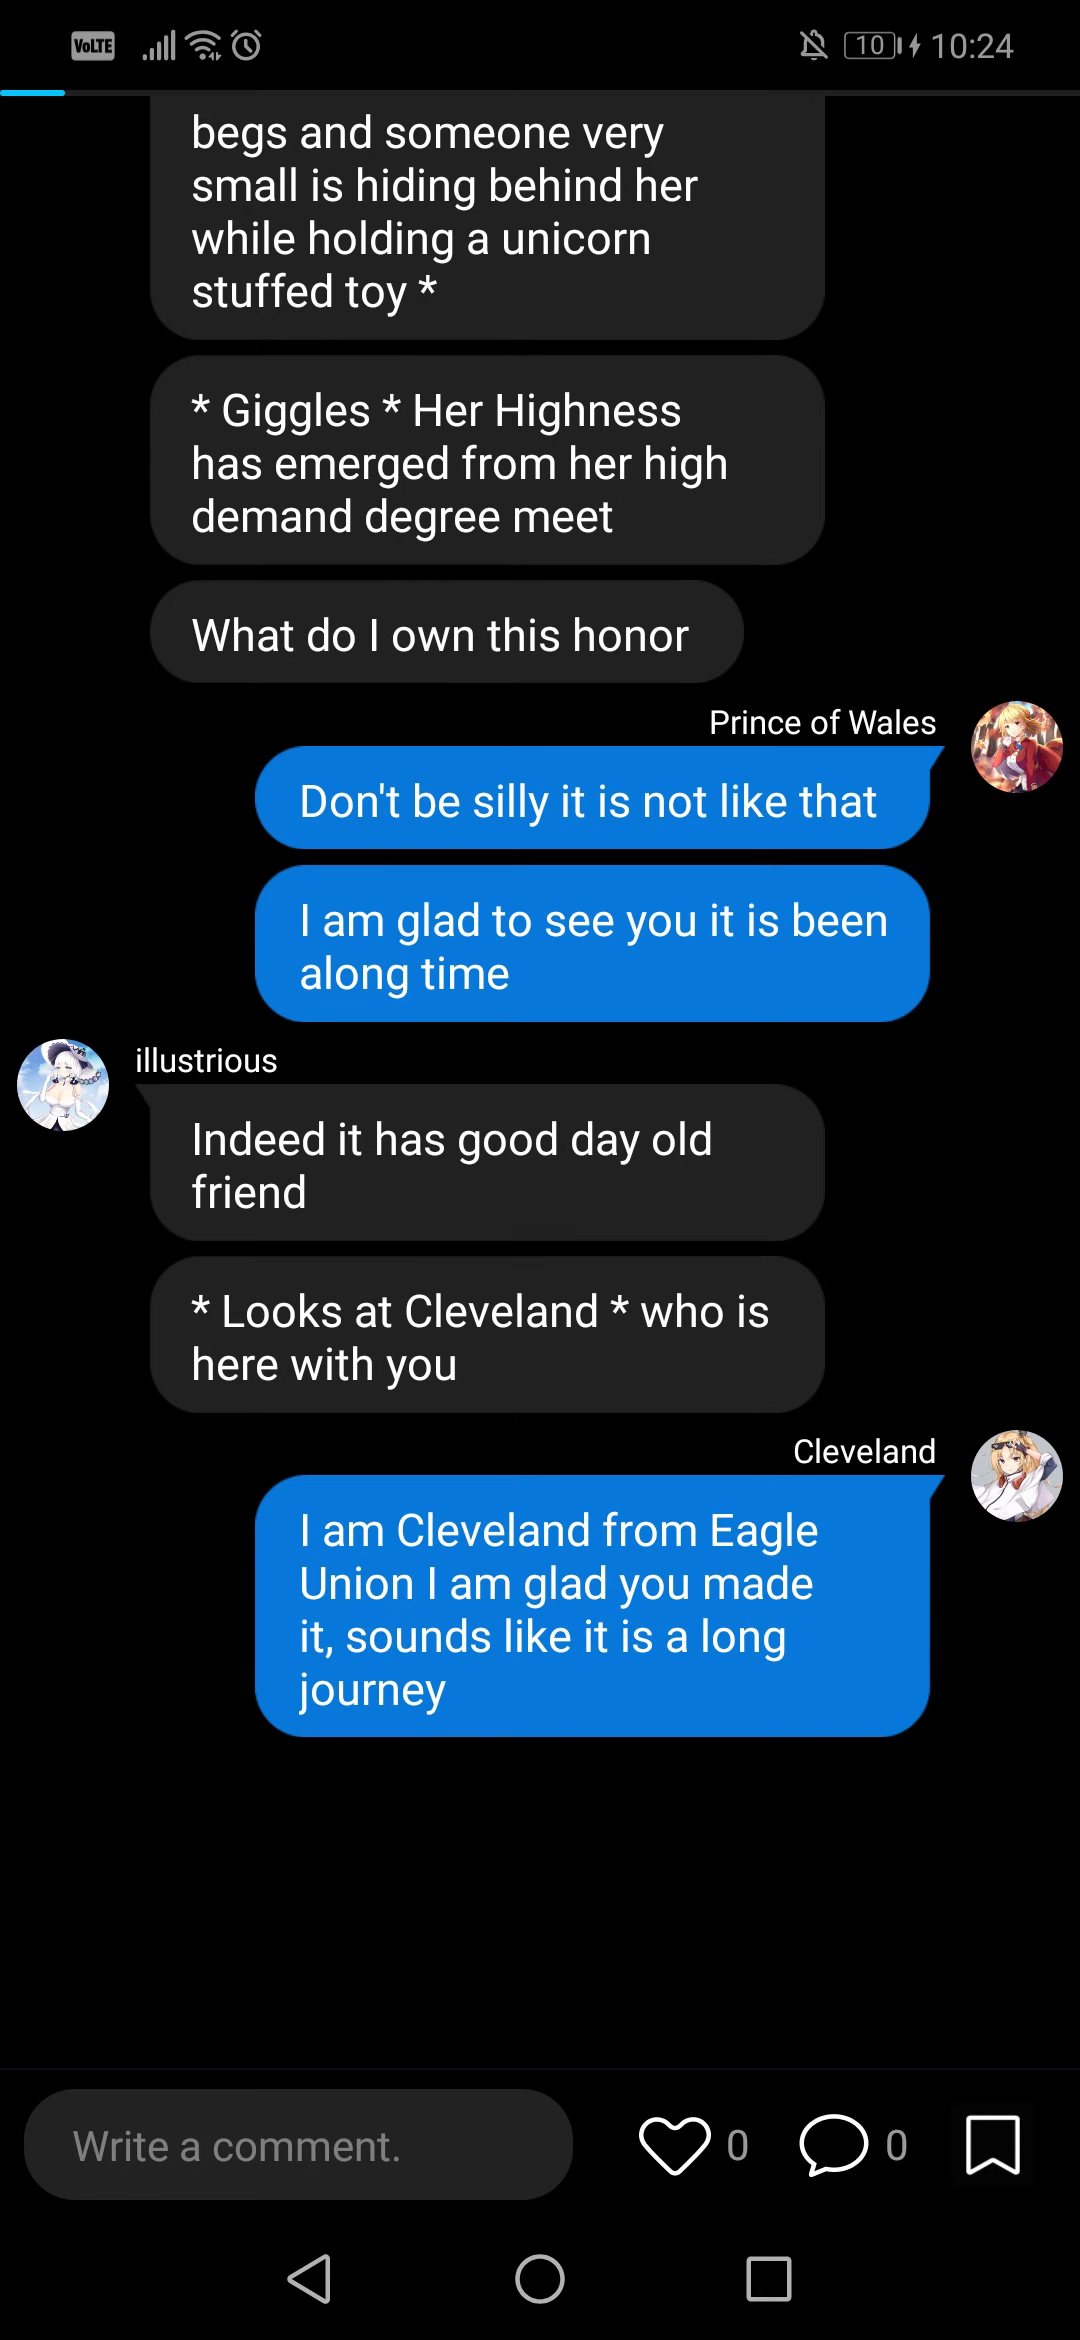 VoLTE 10 10:24
begs and someone very
small is hiding behind her
while holding a unicorn
stuffed toy *
* Giggles * Her Highness
has emerged from her high
demand degree meet
What do I own this honor
Prince of Wales
Don't be silly it is not like that
I am glad to see you it is been
along time
illustrious
Indeed it has good day old
friend
* Looks at Cleveland * who is
here with you
Cleveland
I am Cleveland from Eagle
Union I am glad you made
it, sounds like it is a long
journey
Write a comment. 0 0